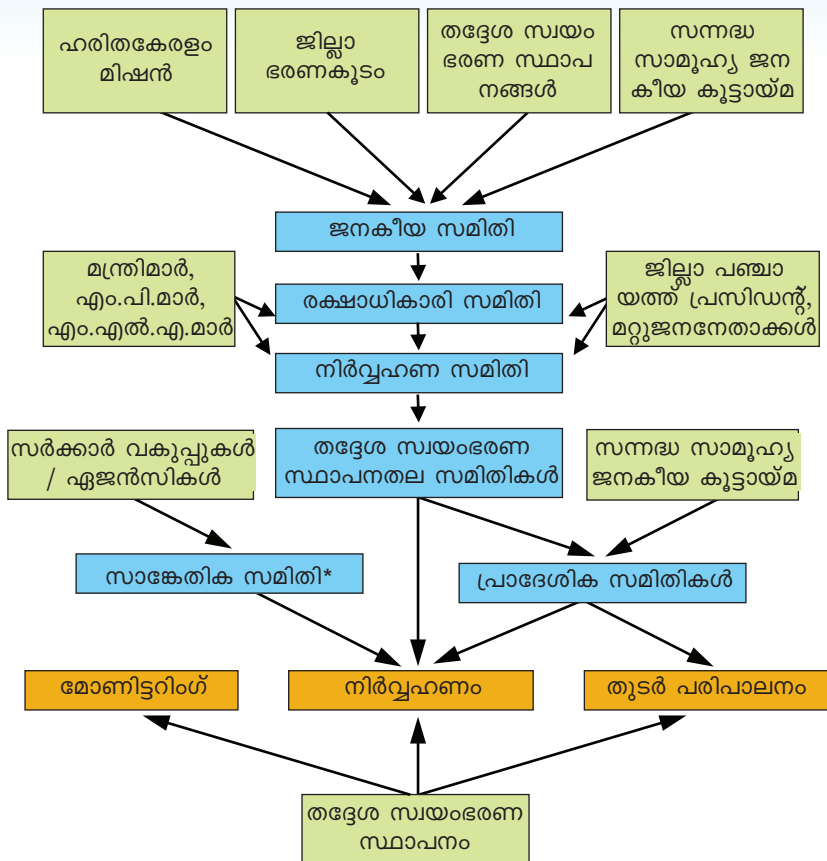 ഹരിതകേരളം
മിഷൻ
ജില്ലാ
ഭരണകൂടം
തദ്ദേശ സ്വയം
ഭരണ സ്ഥാപ
നങ്ങൾ
സന്നദ്ധ
സാമൂഹ്യ ജന
കീയ കൂട്ടായ്മ
ജനകീയ സമിതി
മന്ത്രിമാർ,
എം.പി.മാർ,
എം.എൽ.എ.മാർ
രക്ഷാധികാരി സമിതി
ജില്ലാ പഞ്ചാ
യത്ത് പ്രസിഡന്റ്,
മറ്റുജനനേതാക്കൾ
നിർവ്വഹണ സമിതി
സർക്കാർ വകുപ്പുകൾ
/ ഏജൻസികൾ
തദ്ദേശ സ്വയംഭരണ
സ്ഥാപനതല സമിതികൾ
സന്നദ്ധ സാമൂഹ്യ
ജനകീയ കൂട്ടായ്മ
സാങ്കേതിക സമിതി*
പ്രാദേശിക സമിതികൾ
മോണിട്ടറിംഗ്
നിർവ്വഹണം
തുടർ പരിപാലനം
തദ്ദേശ സ്വയംഭരണ
സ്ഥാപനം